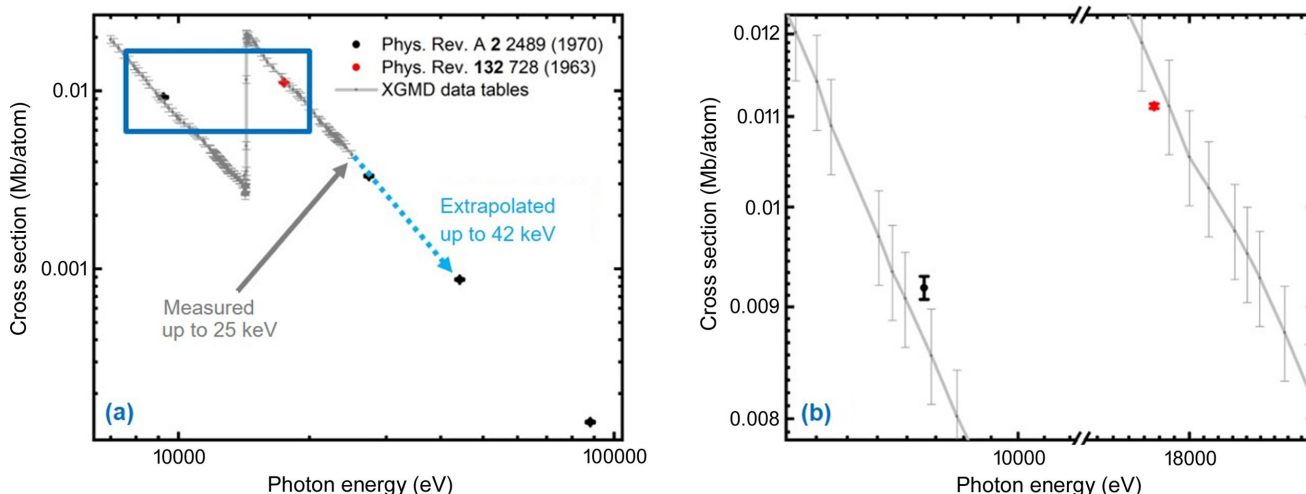 Phys. Rev. A 2 2489 (1970)
Phys. Rev. 132 728 (1963)
XGMD data tables
0.01
0.001
Cross section (Mb/atom)
Extrapolated
up to 42 keV
Measured
up to 25 keV
(a)
10000
100000
Photon energy (eV)
0.012
0.011
0.01
0.009
0.008
Cross section (Mb/atom)
(b)
10000
18000
Photon energy (eV)